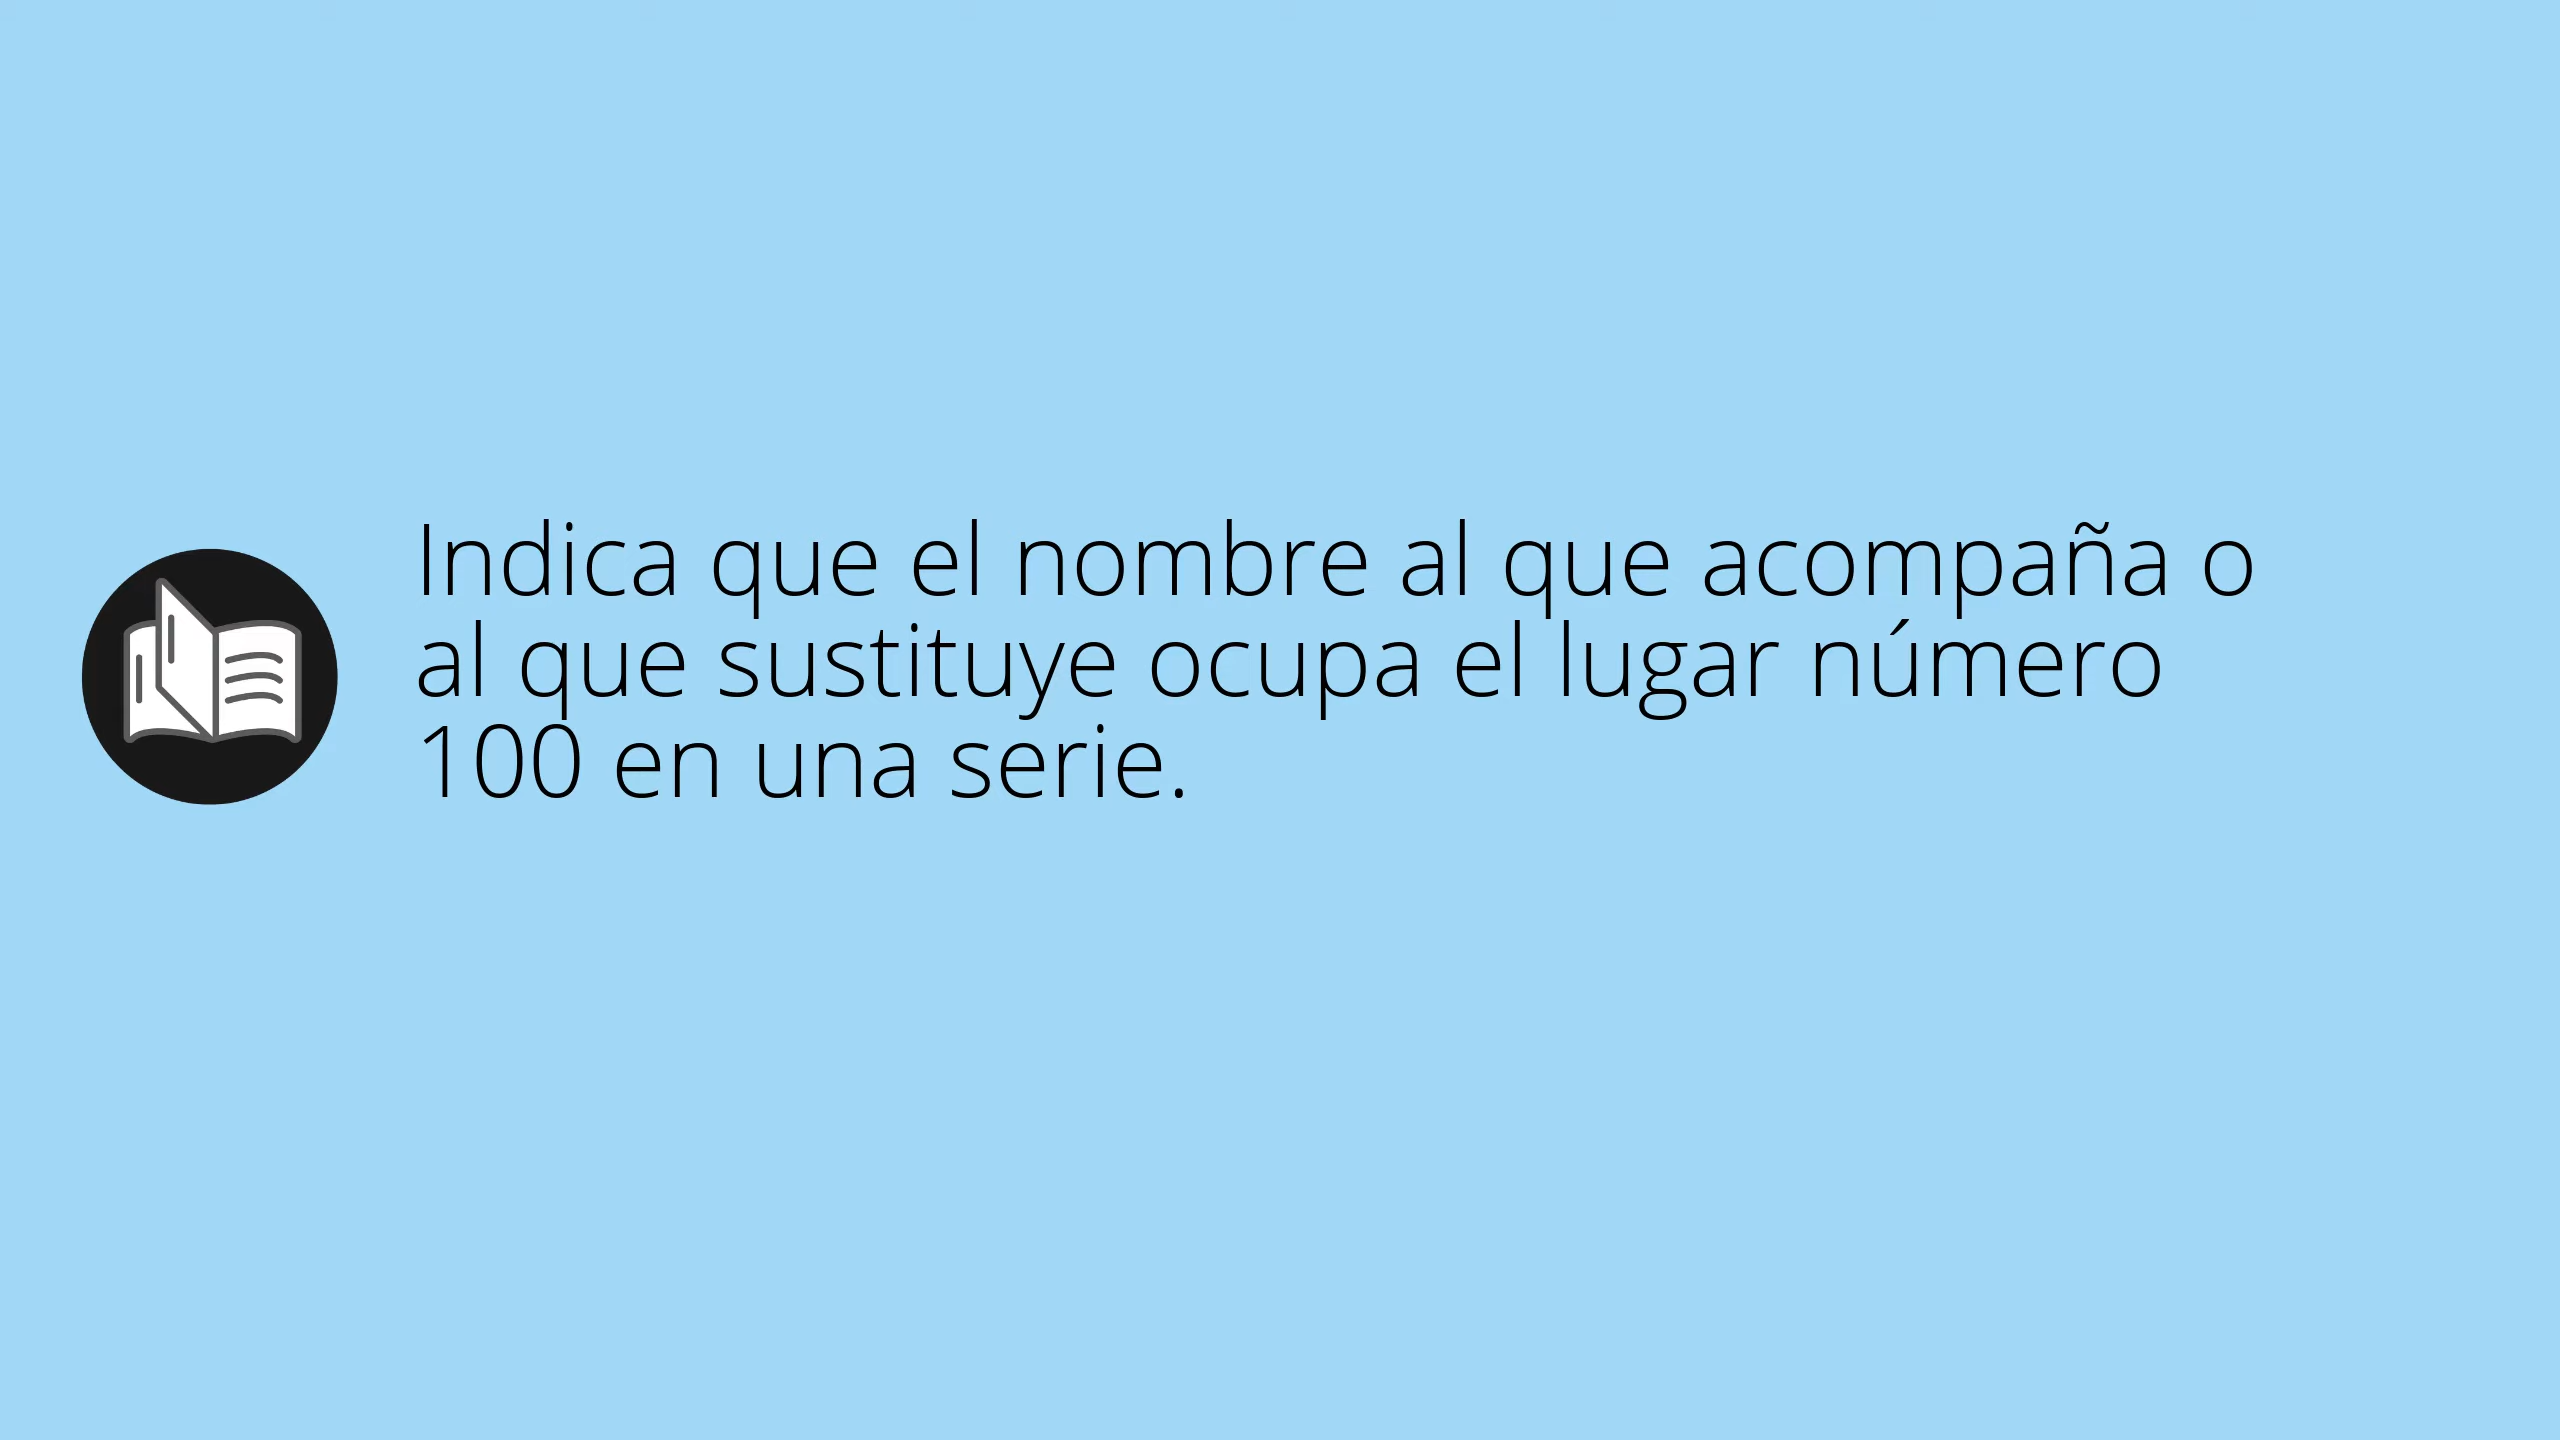 Indica que el nombre al que acompaña o
al que sustituye ocupa el lugar número
100 en una serie.